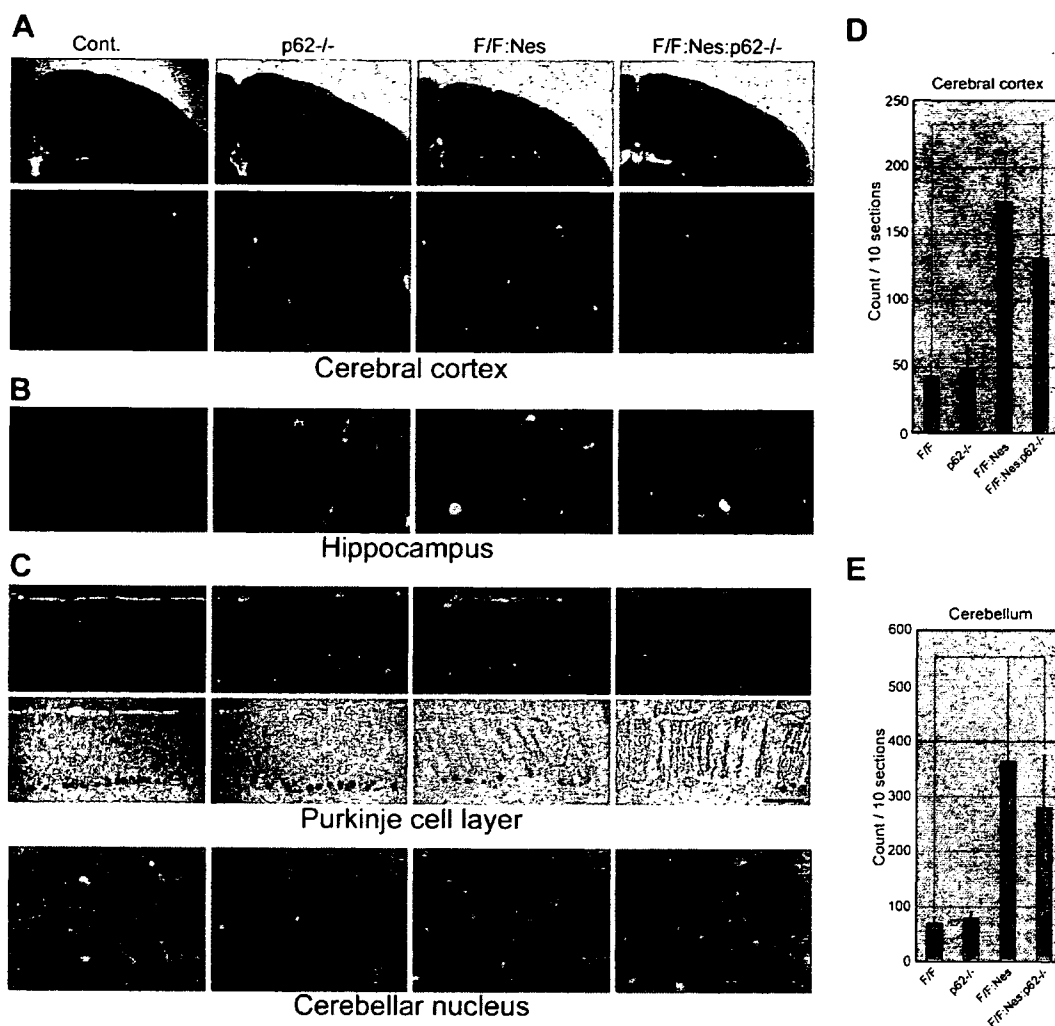 A
Cont. p62-/- F/F:Nes F/F:Nes:p62-/-
Cerebral cortex
B
Hippocampus
C
Purkinje cell layer
Cerebellar nucleus
D
Cerebral cortex
Count / 10 sections
250
200
150
100
50
0
F/F p62-/- F/F:Nes F/F:Nes:p62-/-
E
Cerebellum
Count / 10 sections
600
500
400
300
200
100
0
F/F p62-/- F/F:Nes F/F:Nes:p62-/-